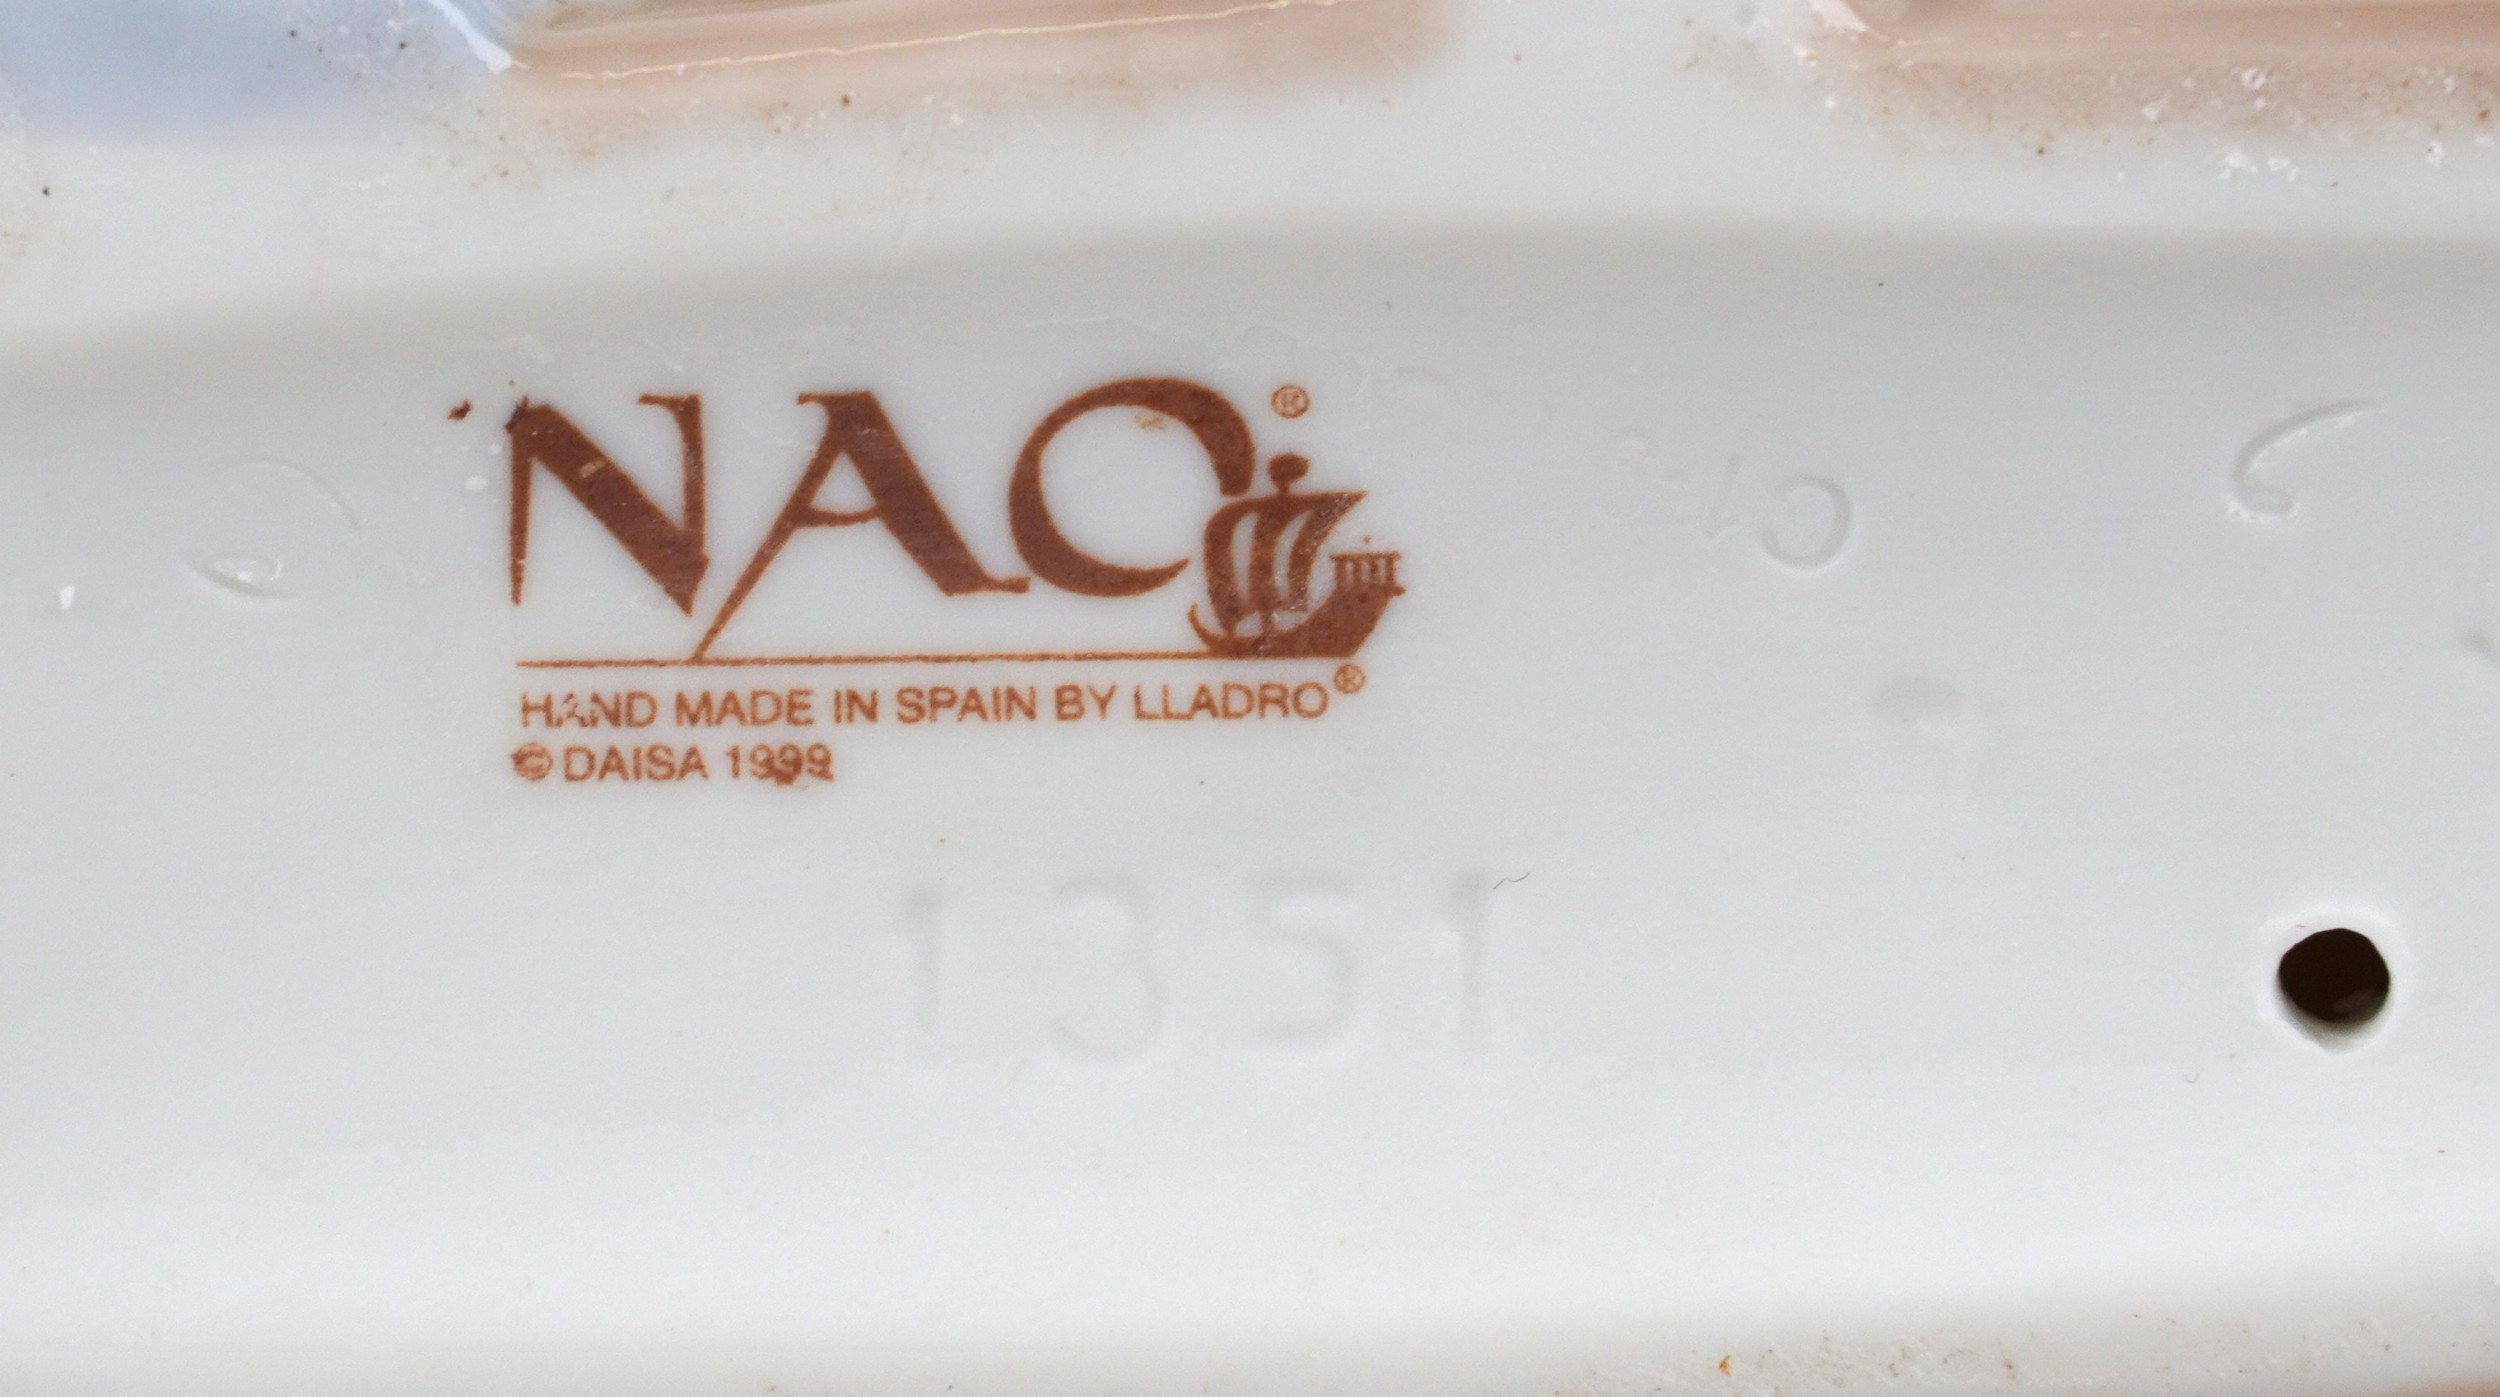 NAO®
HAND MADE IN SPAIN BY LLADRO®
© DAISA 1999
1351